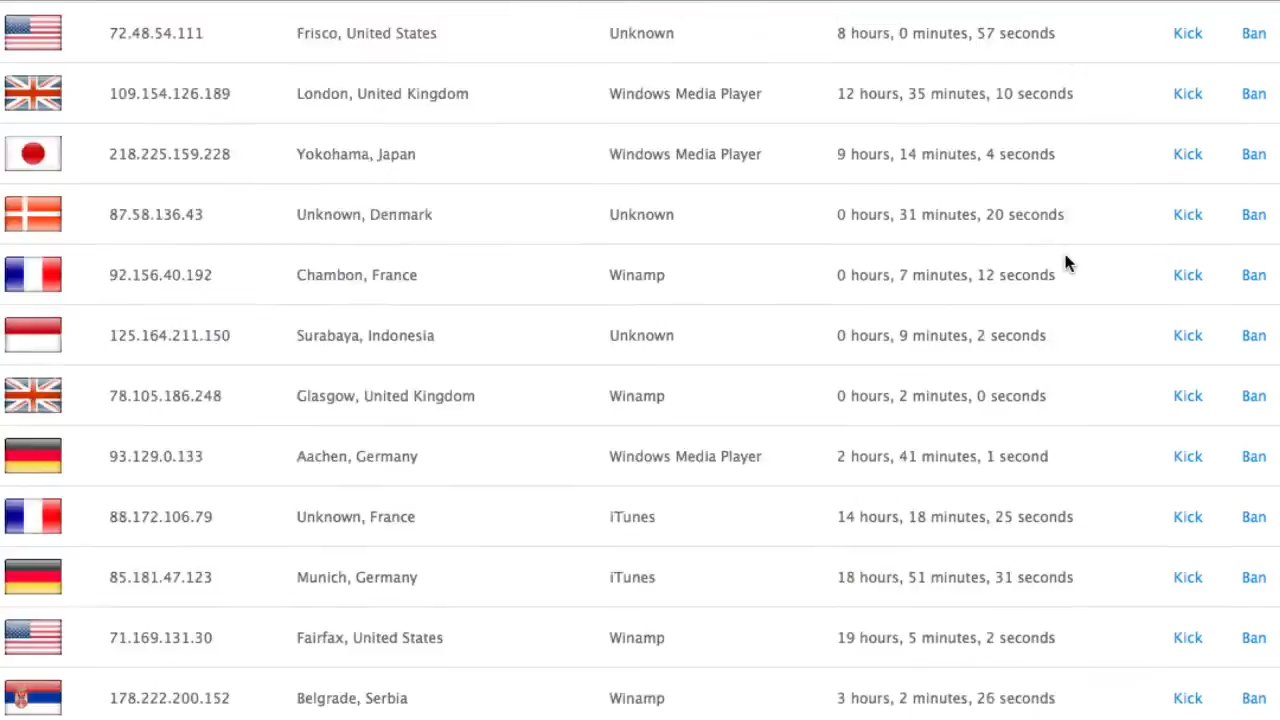 72.48.54.111 Frisco, United States Unknown 8 hours, 0 minutes, 57 seconds Kick Ban
109.154.126.189 London, United Kingdom Windows Media Player 12 hours, 35 minutes, 10 seconds Kick Ban
218.225.159.228 Yokohama, Japan Windows Media Player 9 hours, 14 minutes, 4 seconds Kick Ban
87.58.136.43 Unknown, Denmark Unknown 0 hours, 31 minutes, 20 seconds Kick Ban
92.156.40.192 Chambon, France Winamp 0 hours, 7 minutes, 12 seconds Kick Ban
125.164.211.150 Surabaya, Indonesia Unknown 0 hours, 9 minutes, 2 seconds Kick Ban
78.105.186.248 Glasgow, United Kingdom Winamp 0 hours, 2 minutes, 0 seconds Kick Ban
93.129.0.133 Aachen, Germany Windows Media Player 2 hours, 41 minutes, 1 second Kick Ban
88.172.106.79 Unknown, France iTunes 14 hours, 18 minutes, 25 seconds Kick Ban
85.181.47.123 Munich, Germany iTunes 18 hours, 51 minutes, 31 seconds Kick Ban
71.169.131.30 Fairfax, United States Winamp 19 hours, 5 minutes, 2 seconds Kick Ban
178.222.200.152 Belgrade, Serbia Winamp 3 hours, 2 minutes, 26 seconds Kick Ban